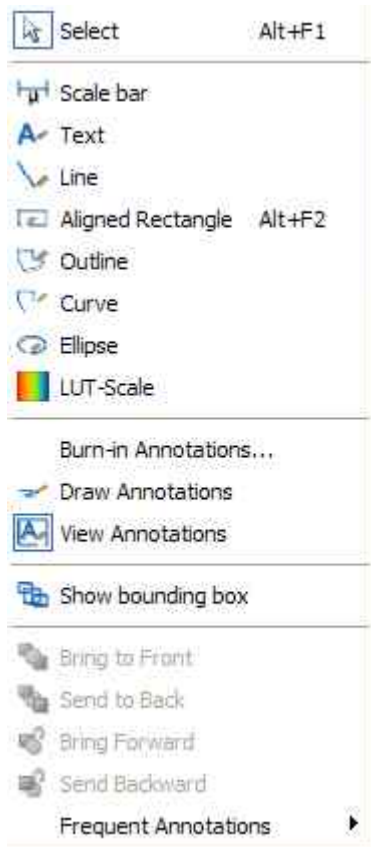 Select Alt+F1
Scale bar
Text
Line
Aligned Rectangle Alt+F2
Outline
Curve
Ellipse
LUT-Scale
Burn-in Annotations...
Draw Annotations
View Annotations
Show bounding box
Bring to Front
Send to Back
Bring Forward
Send Backward
Frequent Annotations